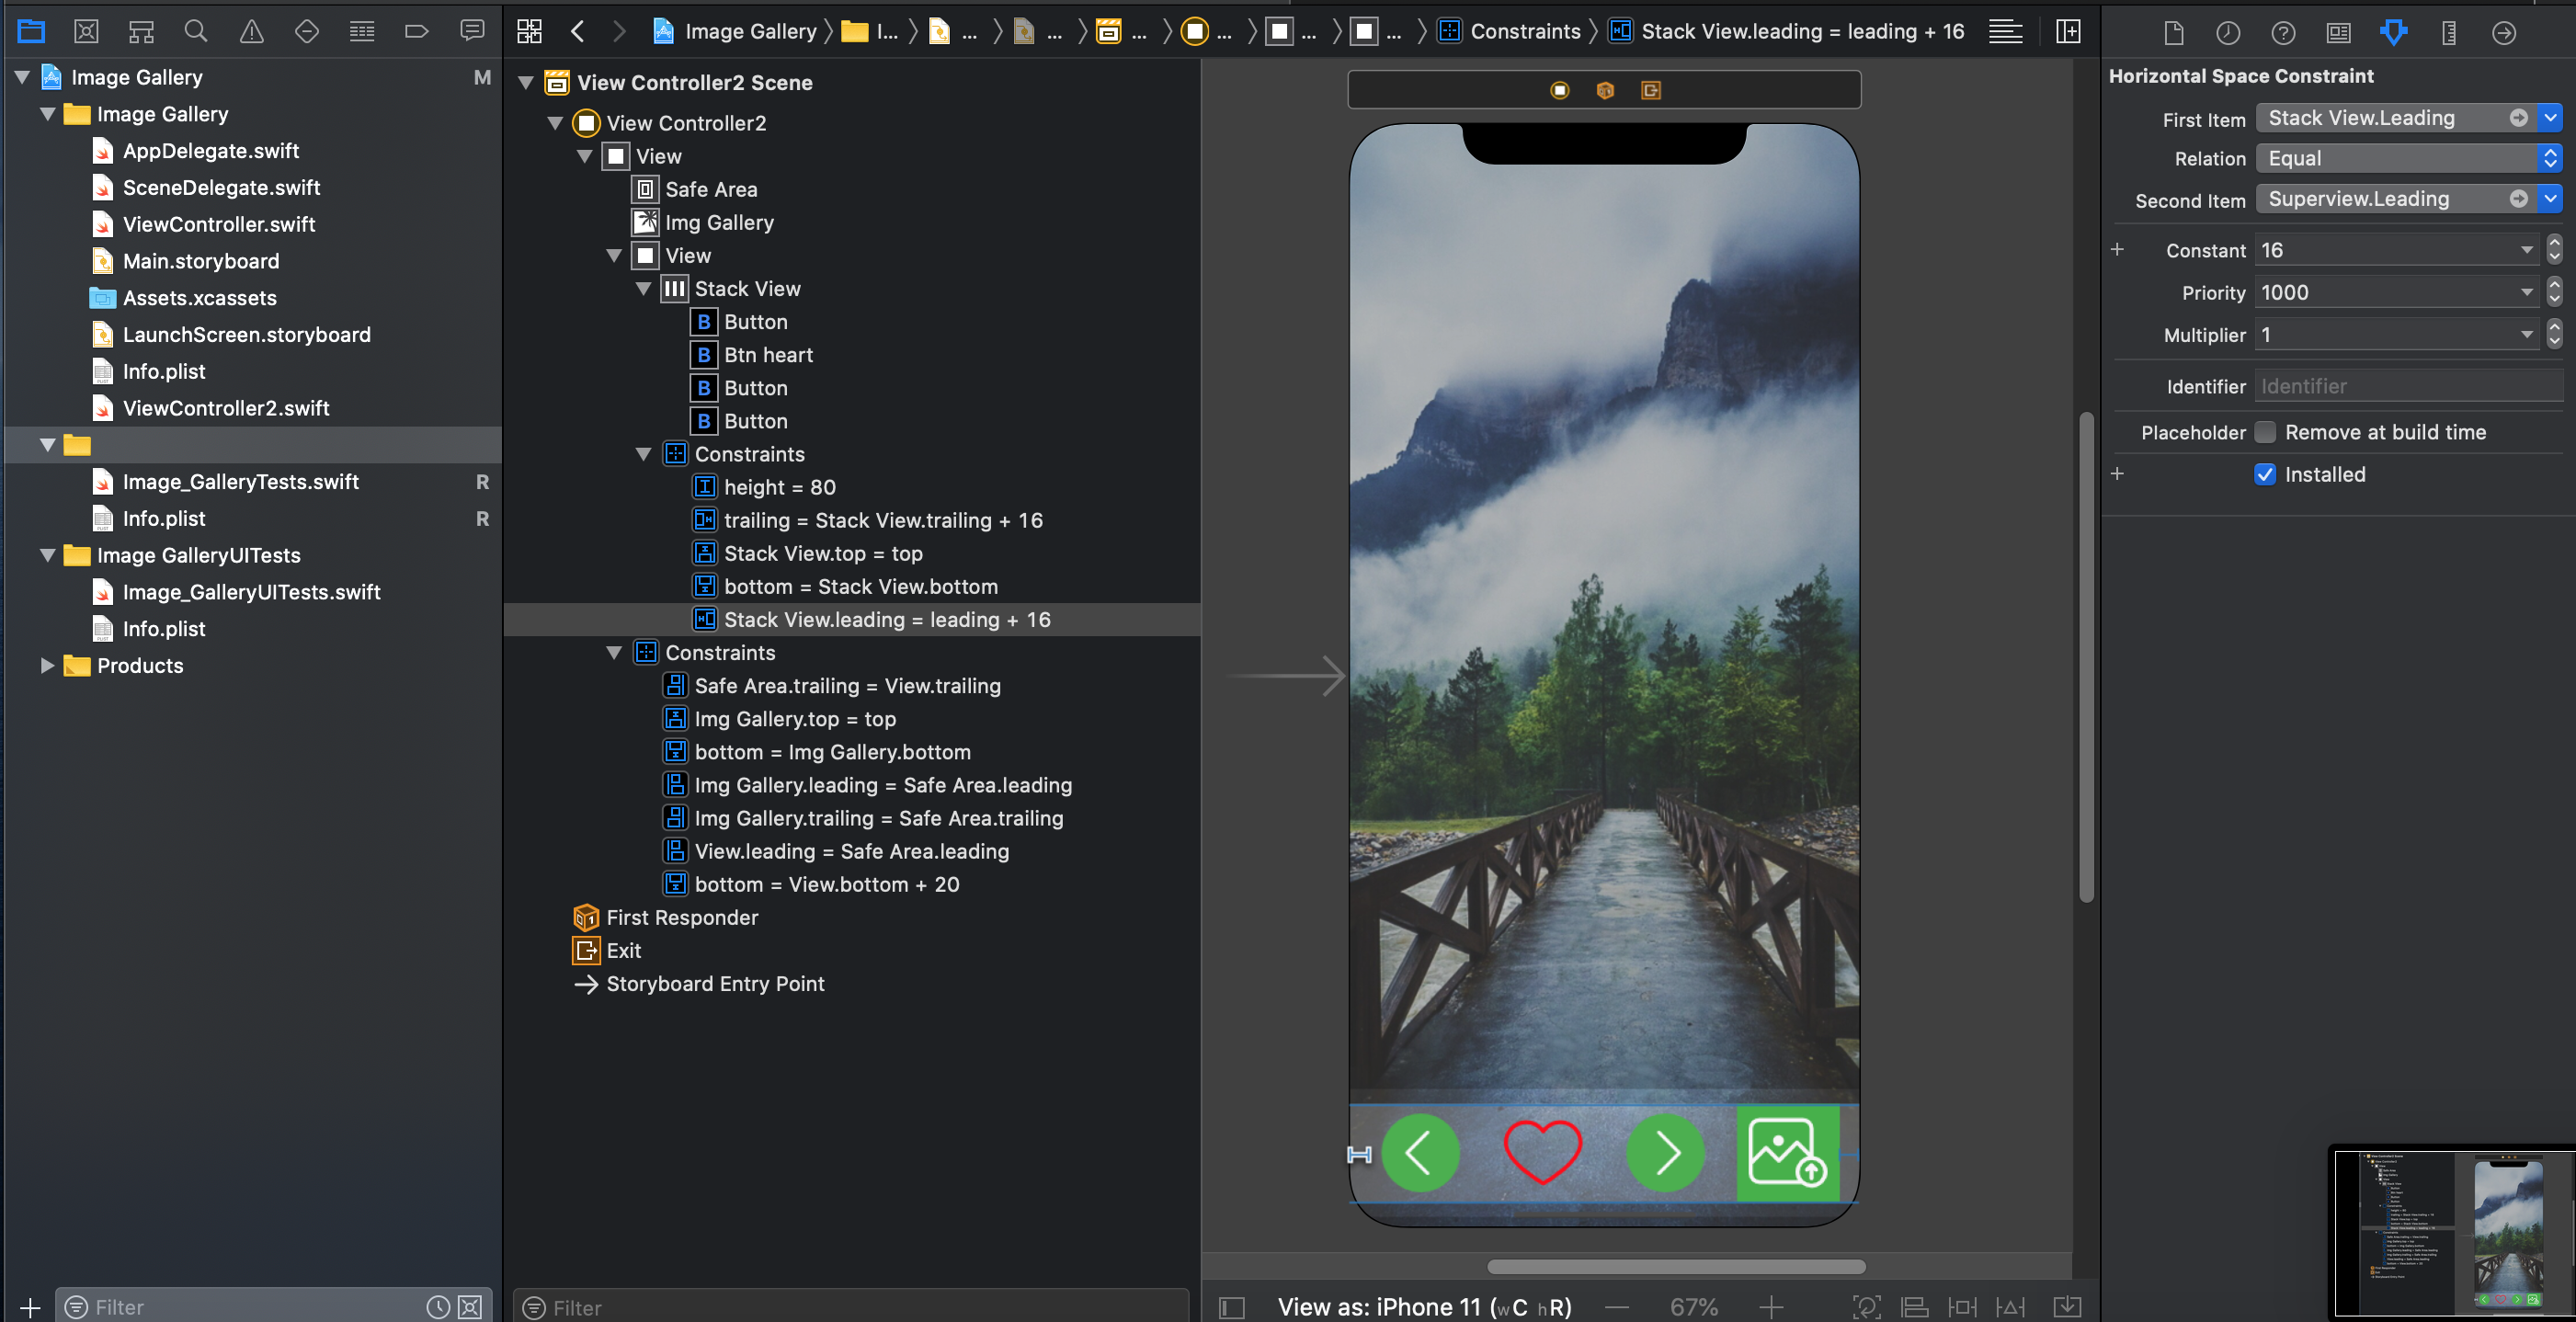 Image Gallery
I...
...
...
...
...
...
...
Constraints
Stack View.leading = leading + 16
Image Gallery M
Image Gallery
AppDelegate.swift
SceneDelegate.swift
ViewController.swift
Main.storyboard
Assets.xcassets
LaunchScreen.storyboard
Info.plist
ViewController2.swift
Image_GalleryTests.swift R
Info.plist R
Image GalleryUITests
Image_GalleryUITests.swift
Info.plist
Products
Filter
View Controller2 Scene
View Controller2
View
Safe Area
Img Gallery
View
Stack View
B Button
B Btn heart
B Button
B Button
Constraints
height = 80
trailing = Stack View.trailing + 16
Stack View.top = top
bottom = Stack View.bottom
Stack View.leading = leading + 16
Constraints
Safe Area.trailing = View.trailing
Img Gallery.top = top
bottom = Img Gallery.bottom
Img Gallery.leading = Safe Area.leading
Img Gallery.trailing = Safe Area.trailing
View.leading = Safe Area.leading
bottom = View.bottom + 20
First Responder
Exit
Storyboard Entry Point
Filter
View as: iPhone 11 (wC hR)
67%
Horizontal Space Constraint
First Item Stack View.Leading
Relation Equal
Second Item Superview.Leading
Constant 16
Priority 1000
Multiplier 1
Identifier Identifier
Placeholder Remove at build time
Installed